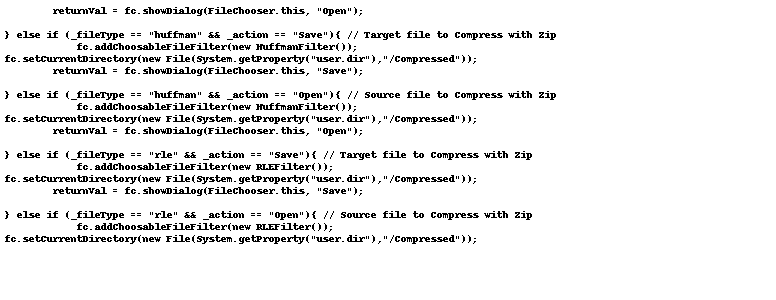 returnVal = fc.showDialog(FileChooser.this, "Open");
} else if (_fileType == "huffman" && _action == "Save"){ // Target file to Compress with Zip
fc.addChoosableFileFilter(new HuffmanFilter());
fc.setCurrentDirectory(new File(System.getProperty("user.dir"),"/Compressed"));
returnVal = fc.showDialog(FileChooser.this, "Save");
} else if (_fileType == "huffman" && _action == "Open"){ // Source file to Compress with Zip
fc.addChoosableFileFilter(new HuffmanFilter());
fc.setCurrentDirectory(new File(System.getProperty("user.dir"),"/Compressed"));
returnVal = fc.showDialog(FileChooser.this, "Open");
} else if (_fileType == "rle" && _action == "Save"){ // Target file to Compress with Zip
fc.addChoosableFileFilter(new RLEFilter());
fc.setCurrentDirectory(new File(System.getProperty("user.dir"),"/Compressed"));
returnVal = fc.showDialog(FileChooser.this, "Save");
} else if (_fileType == "rle" && _action == "Open"){ // Source file to Compress with Zip
fc.addChoosableFileFilter(new RLEFilter());
fc.setCurrentDirectory(new File(System.getProperty("user.dir"),"/Compressed"));